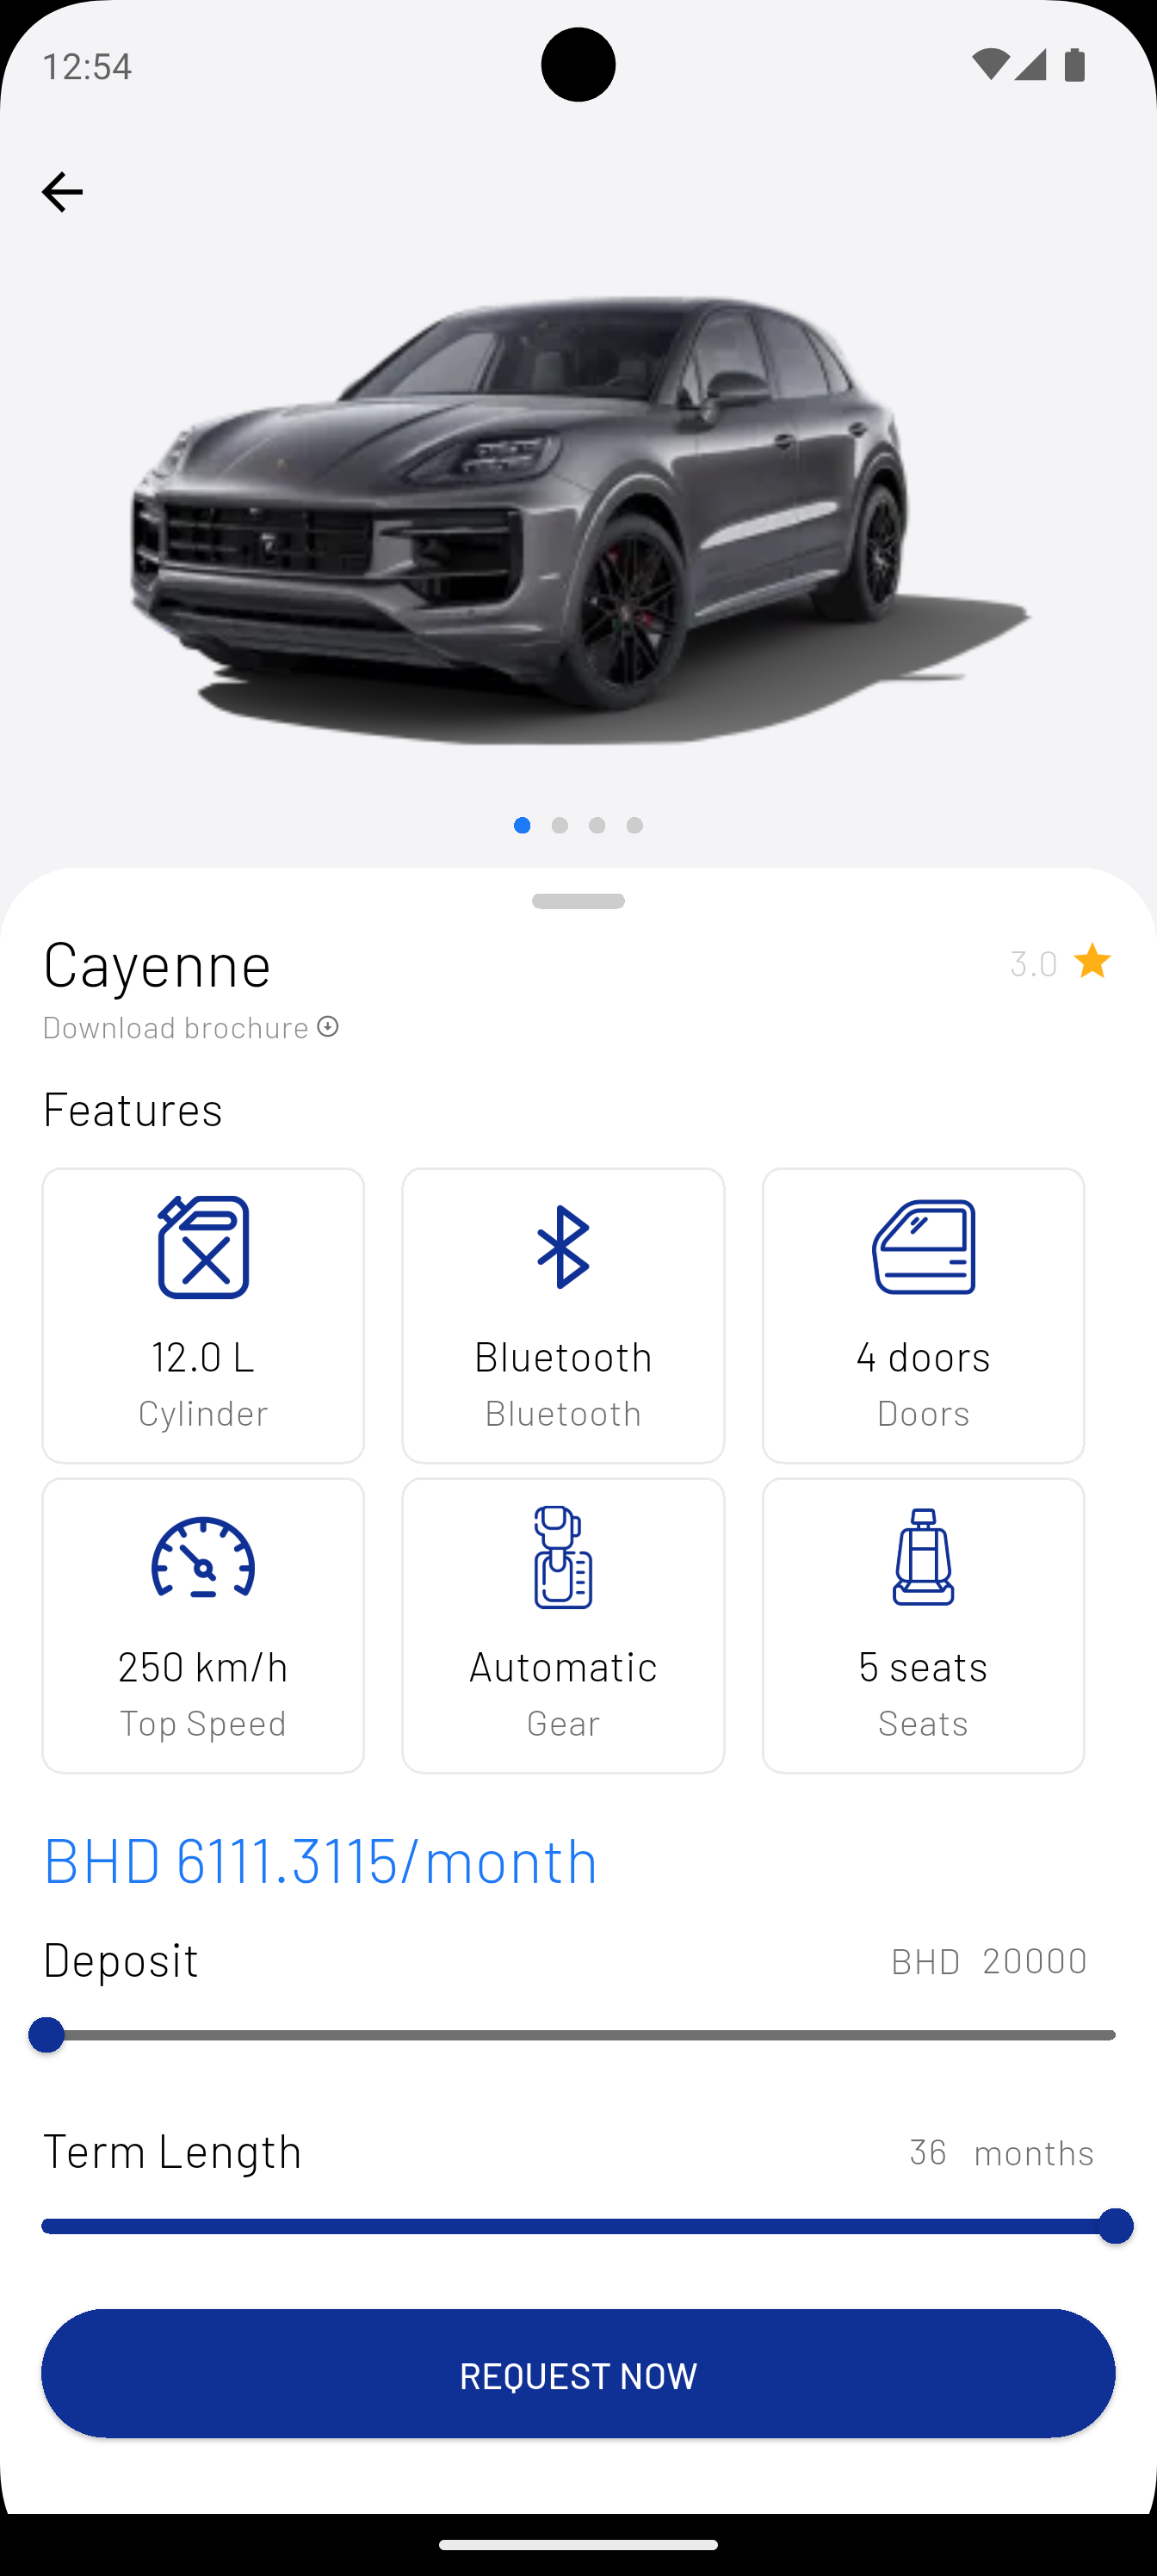 12:54
Cayenne
3.0
Download brochure
Features
12.0 L
Cylinder
Bluetooth
Bluetooth
4 doors
Doors
250 km/h
Top Speed
Automatic
Gear
5 seats
Seats
BHD 6111.3115/month
Deposit
BHD 20000
Term Length
36 months
REQUEST NOW